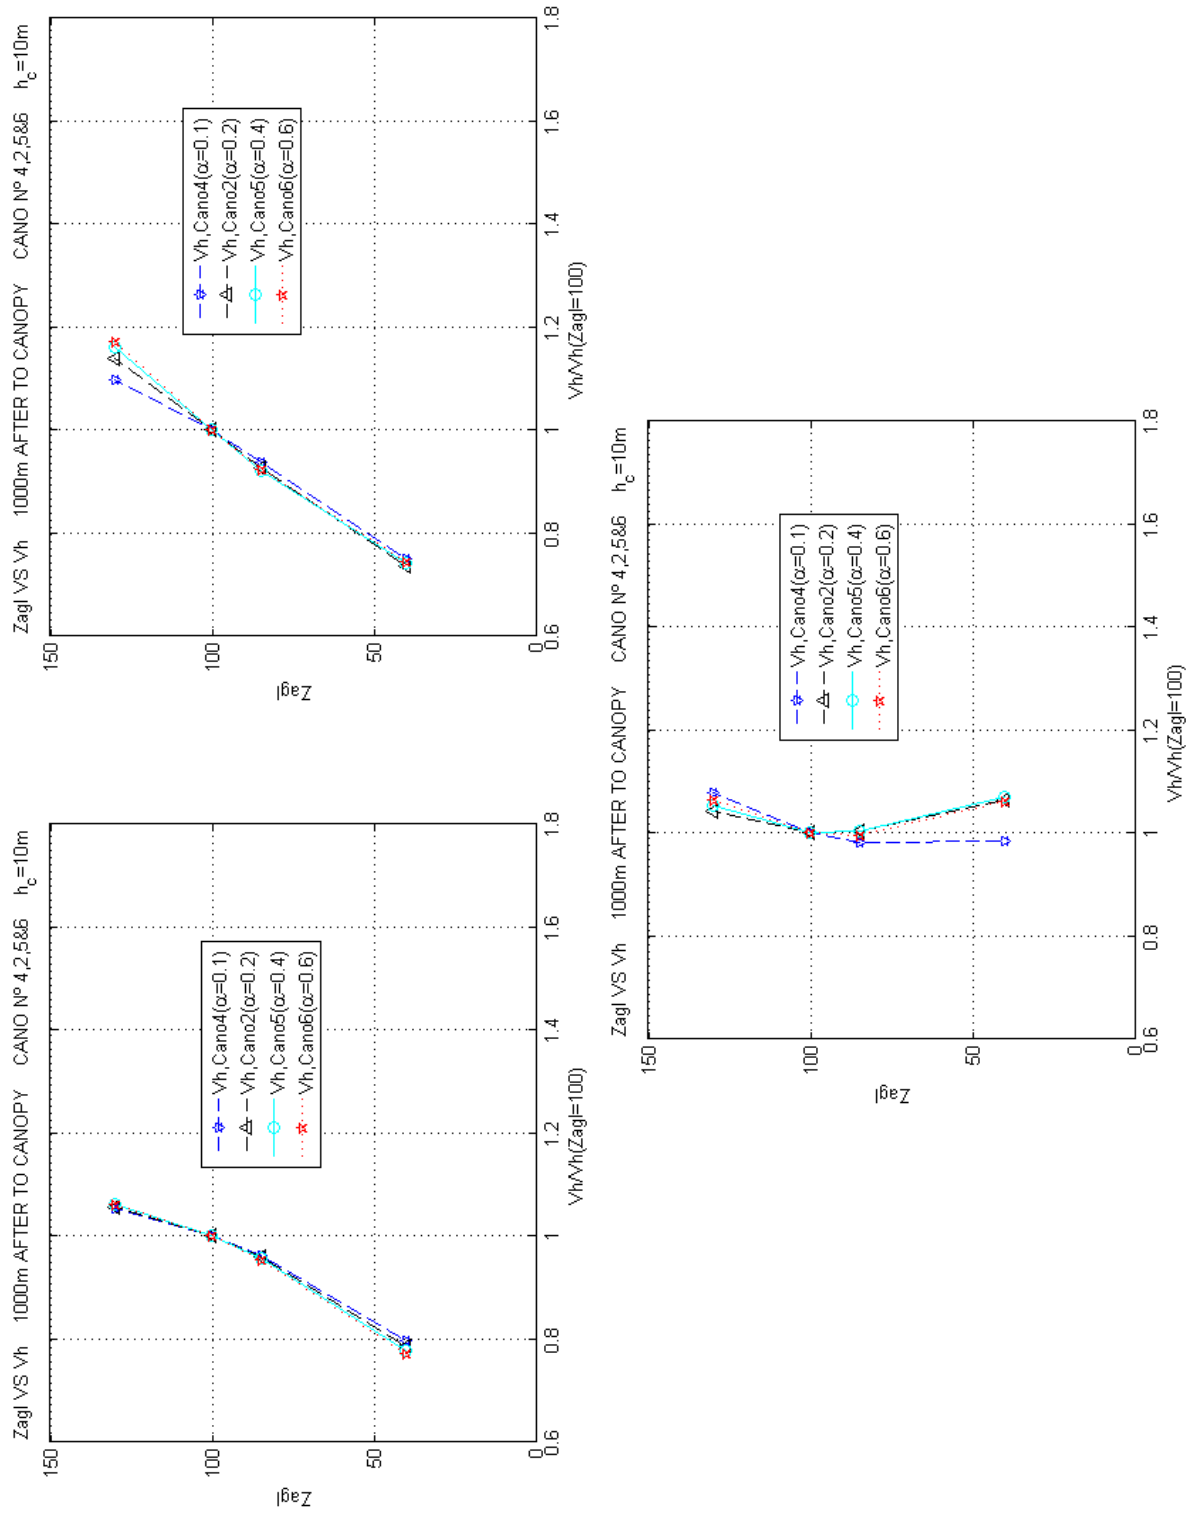 Zagl VS Vh 1000m AFTER TO CANOPY CANO Nº 4,2,5&6 h_c=10m
150
100
50
0
Zagl
Vh,Cano4(α=0.1)
Vh,Cano2(α=0.2)
Vh,Cano5(α=0.4)
Vh,Cano6(α=0.6)
0.6 0.8 1 1.2 1.4 1.6 1.8
Vh/Vh(Zagl=100)
Zagl VS Vh 1000m AFTER TO CANOPY CANO Nº 4,2,5&6 h_c=10m
150
100
50
0
Zagl
Vh,Cano4(α=0.1)
Vh,Cano2(α=0.2)
Vh,Cano5(α=0.4)
Vh,Cano6(α=0.6)
0.6 0.8 1 1.2 1.4 1.6 1.8
Vh/Vh(Zagl=100)
Zagl VS Vh 1000m AFTER TO CANOPY CANO Nº 4,2,5&6 h_c=10m
150
100
50
0
Zagl
Vh,Cano4(α=0.1)
Vh,Cano2(α=0.2)
Vh,Cano5(α=0.4)
Vh,Cano6(α=0.6)
0.6 0.8 1 1.2 1.4 1.6 1.8
Vh/Vh(Zagl=100)